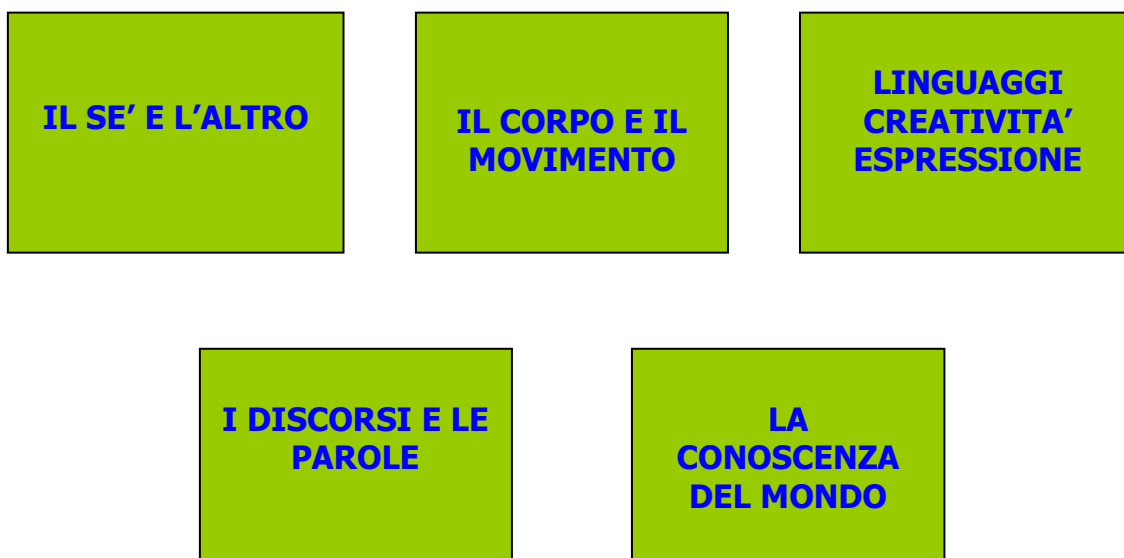 IL SE’ E L’ALTRO
IL CORPO E IL
MOVIMENTO
LINGUAGGI
CREATIVITA’
ESPRESSIONE
I DISCORSI E LE
PAROLE
LA
CONOSCENZA
DEL MONDO